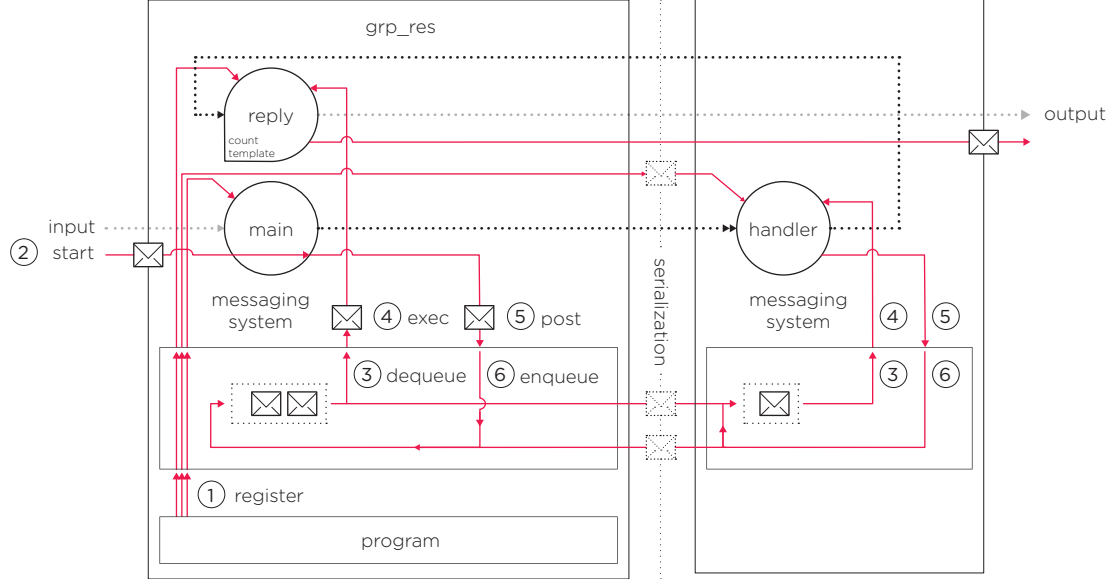 grp_res
reply
count
template
output
input
main
handler
② start
messaging
system
④ exec
⑤ post
serialization
messaging
system
④
⑤
③ dequeue
⑥ enqueue
③
⑥
① register
program